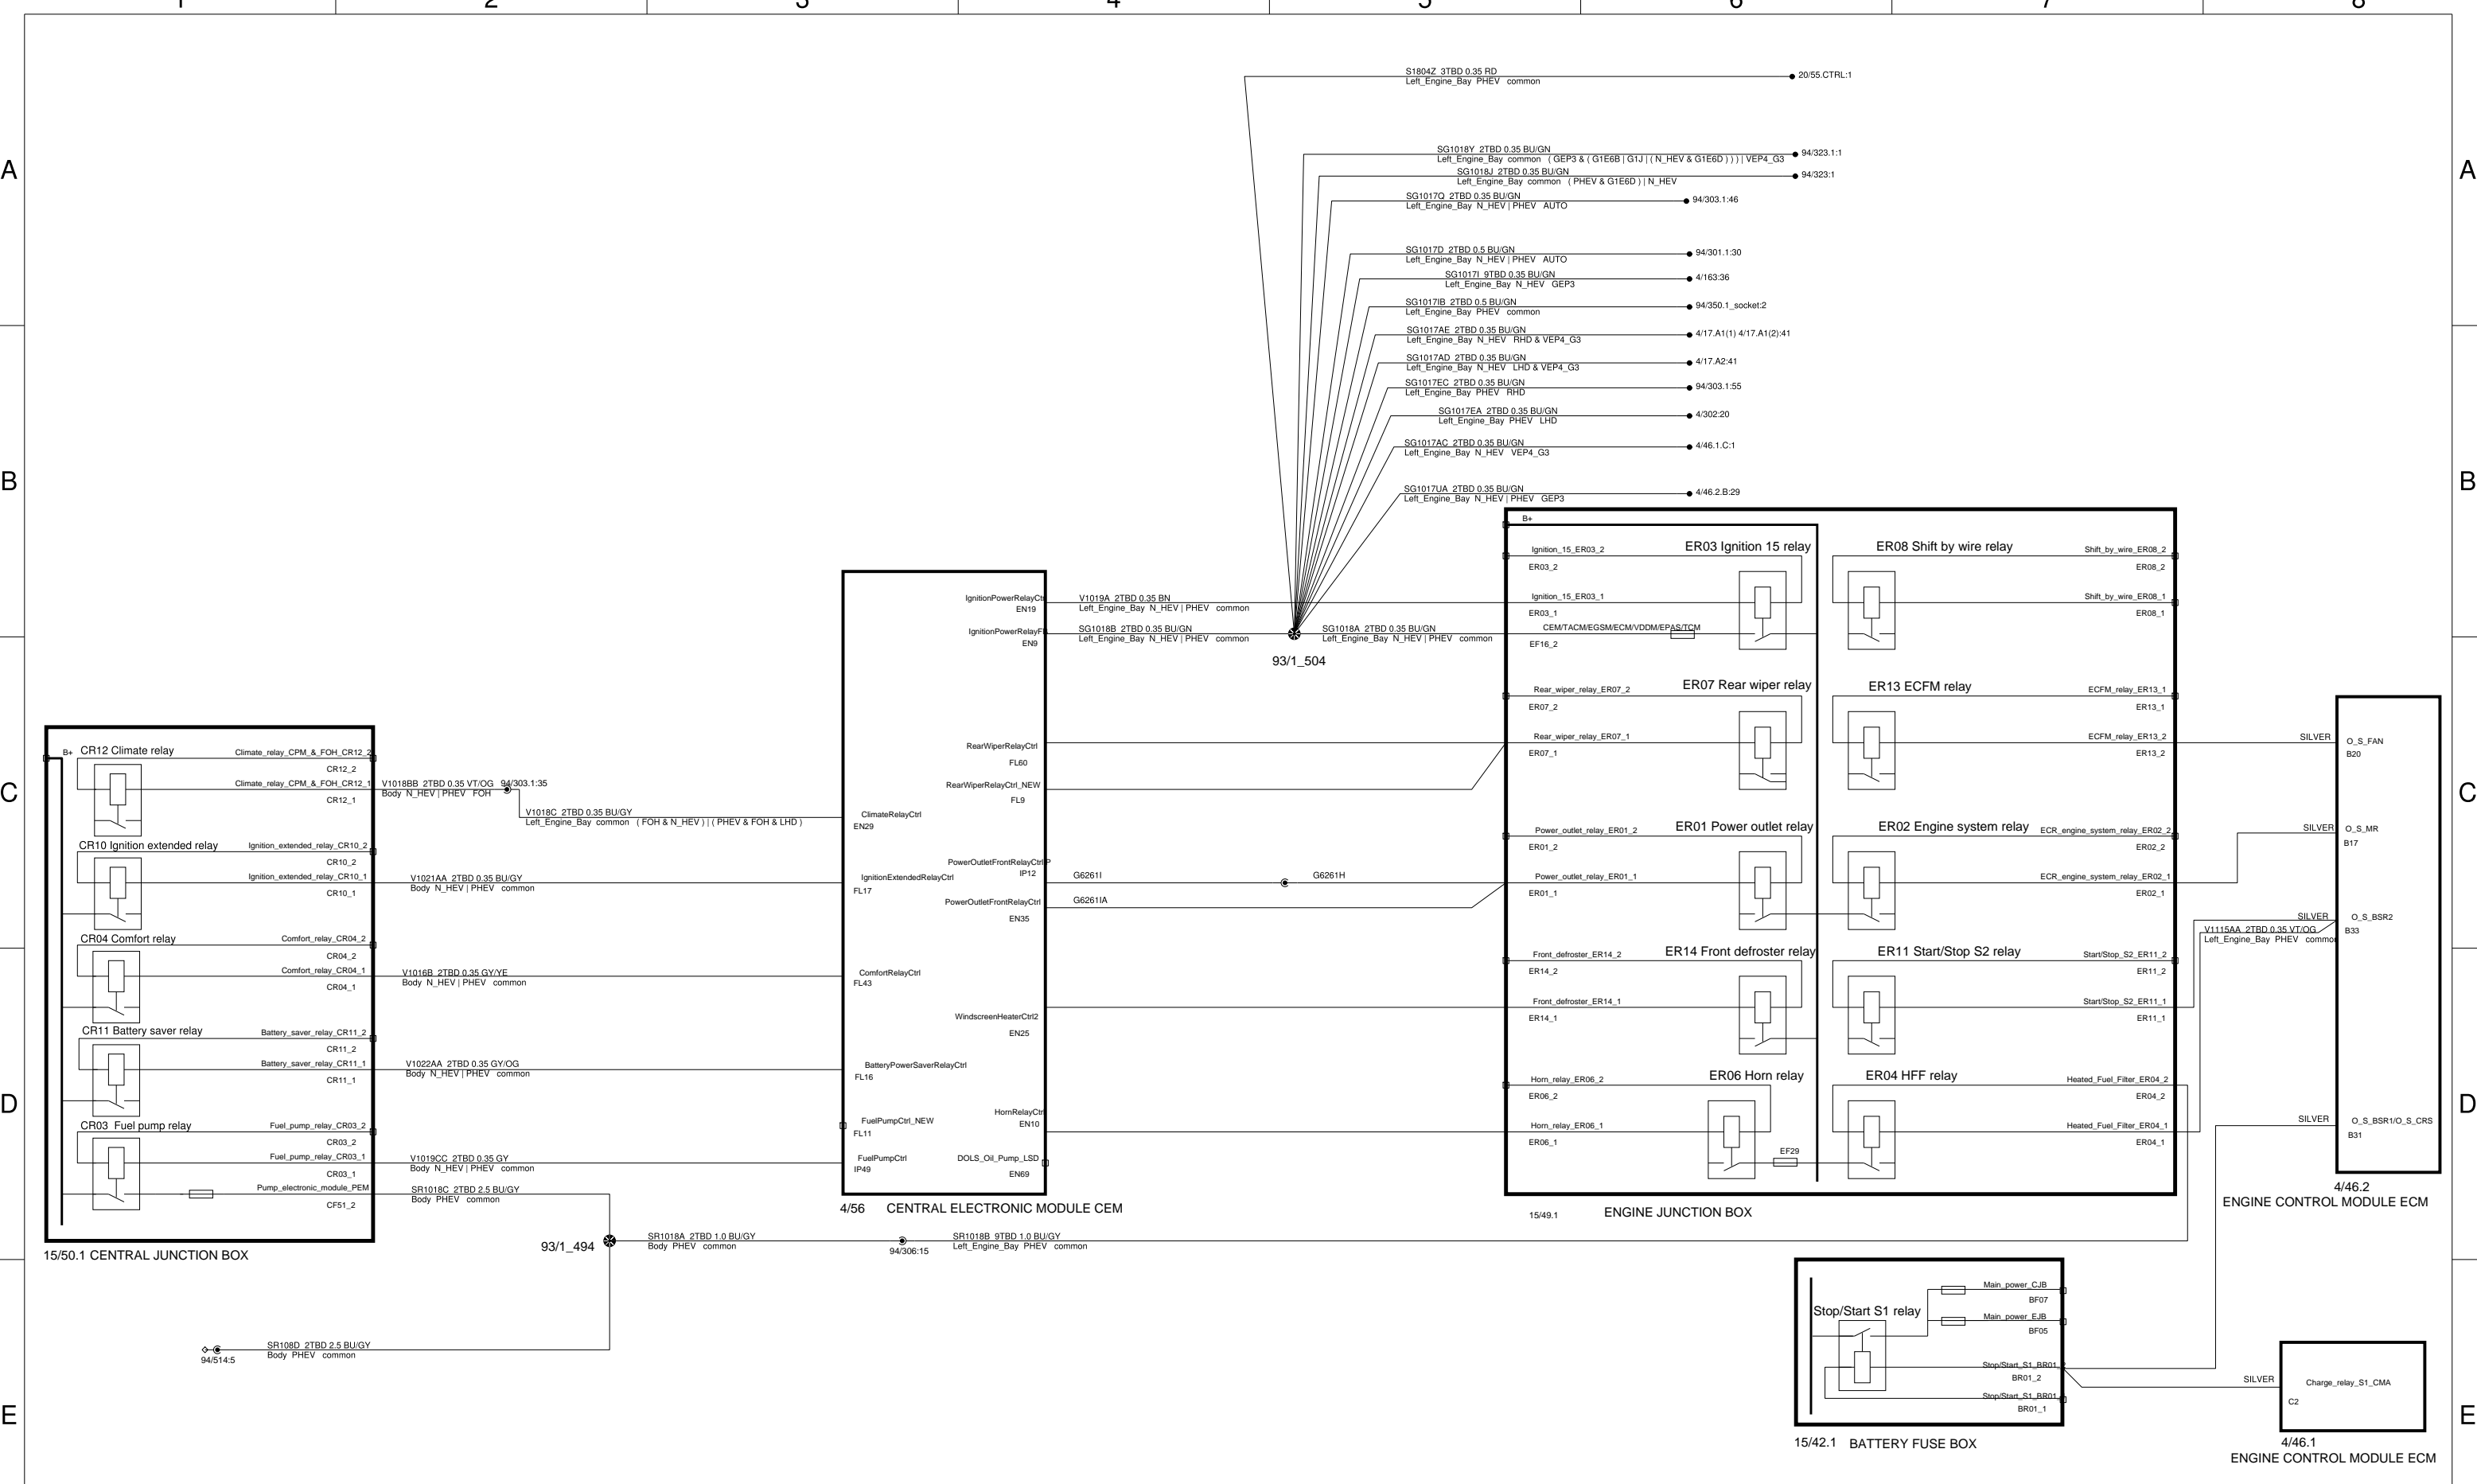 1 2 3 4 5 6 7 8
S1804Z 3TBD 0.35 RD
Left_Engine_Bay PHEV common
20/55.CTRL:1
A
A
SG1018Y 2TBD 0.35 BU/GN
Left_Engine_Bay common ( GEP3 & ( G1E6B | G1J | ( N_HEV & G1E6D ) ) ) | VEP4_G3
94/323.1:1
SG1018J 2TBD 0.35 BU/GN
Left_Engine_Bay common ( PHEV & G1E6D ) | N_HEV
94/323:1
SG1017Q 2TBD 0.35 BU/GN
Left_Engine_Bay N_HEV | PHEV AUTO
94/303.1:46
SG1017D 2TBD 0.5 BU/GN
Left_Engine_Bay N_HEV | PHEV AUTO
94/301.1:30
SG1017I 9TBD 0.35 BU/GN
Left_Engine_Bay N_HEV GEP3
4/163:36
SG1017IB 2TBD 0.5 BU/GN
Left_Engine_Bay PHEV common
94/350.1_socket:2
SG1017AE 2TBD 0.35 BU/GN
Left_Engine_Bay N_HEV RHD & VEP4_G3
4/17.A1(1) 4/17.A1(2):41
SG1017AD 2TBD 0.35 BU/GN
Left_Engine_Bay N_HEV LHD & VEP4_G3
4/17.A2:41
SG1017EC 2TBD 0.35 BU/GN
Left_Engine_Bay PHEV RHD
94/303.1:55
SG1017EA 2TBD 0.35 BU/GN
Left_Engine_Bay PHEV LHD
4/302:20
SG1017AC 2TBD 0.35 BU/GN
Left_Engine_Bay N_HEV VEP4_G3
4/46.1.C:1
B
B
SG1017UA 2TBD 0.35 BU/GN
Left_Engine_Bay N_HEV | PHEV GEP3
4/46.2.B:29
IgnitionPowerRelayCtr
EN19
V1019A 2TBD 0.35 BN
Left_Engine_Bay N_HEV | PHEV common
IgnitionPowerRelayF
EN9
SG1018B 2TBD 0.35 BU/GN
Left_Engine_Bay N_HEV | PHEV common
93/1_504
SG1018A 2TBD 0.35 BU/GN
Left_Engine_Bay N_HEV | PHEV common
B+
Ignition_15_ER03_2
ER03_2
ER03 Ignition 15 relay
Ignition_15_ER03_1
ER03_1
CEM/TACM/EGSM/ECM/VDDM/EPAS/TCM
EF16_2
ER08 Shift by wire relay
Shift_by_wire_ER08_2
ER08_2
Shift_by_wire_ER08_1
ER08_1
Rear_wiper_relay_ER07_2
ER07_2
ER07 Rear wiper relay
Rear_wiper_relay_ER07_1
ER07_1
ER13 ECFM relay
ECFM_relay_ER13_1
ER13_1
ECFM_relay_ER13_2
ER13_2
SILVER
O_S_FAN
B20
C
C
B+
CR12 Climate relay
Climate_relay_CPM_&_FOH_CR12_2
CR12_2
Climate_relay_CPM_&_FOH_CR12_1
CR12_1
V1018BB 2TBD 0.35 VT/OG
Body N_HEV | PHEV FOH
94/303.1:35
V1018C 2TBD 0.35 BU/GY
Left_Engine_Bay common ( FOH & N_HEV ) | ( PHEV & FOH & LHD )
ClimateRelayCtrl
EN29
RearWiperRelayCtrl
FL60
RearWiperRelayCtrl_NEW
FL9
CR10 Ignition extended relay
Ignition_extended_relay_CR10_2
CR10_2
Ignition_extended_relay_CR10_1
CR10_1
V1021AA 2TBD 0.35 BU/GY
Body N_HEV | PHEV common
IgnitionExtendedRelayCtrl
FL17
PowerOutletFrontRelayCtrlIP
IP12
PowerOutletFrontRelayCtrl
EN35
G6261I
G6261H
G6261IA
Power_outlet_relay_ER01_2
ER01_2
ER01 Power outlet relay
Power_outlet_relay_ER01_1
ER01_1
ER02 Engine system relay
ECR_engine_system_relay_ER02_2
ER02_2
ECR_engine_system_relay_ER02_1
ER02_1
SILVER
O_S_MR
B17
SILVER
O_S_BSR2
B33
V1115AA 2TBD 0.35 VT/OG
Left_Engine_Bay PHEV common
CR04 Comfort relay
Comfort_relay_CR04_2
CR04_2
Comfort_relay_CR04_1
CR04_1
V1016B 2TBD 0.35 GY/YE
Body N_HEV | PHEV common
ComfortRelayCtrl
FL43
WindscreenHeaterCtrl2
EN25
Front_defroster_ER14_2
ER14_2
ER14 Front defroster relay
Front_defroster_ER14_1
ER14_1
ER11 Start/Stop S2 relay
Start/Stop_S2_ER11_2
ER11_2
Start/Stop_S2_ER11_1
ER11_1
CR11 Battery saver relay
Battery_saver_relay_CR11_2
CR11_2
Battery_saver_relay_CR11_1
CR11_1
V1022AA 2TBD 0.35 GY/OG
Body N_HEV | PHEV common
BatteryPowerSaverRelayCtrl
FL16
D
D
Horn_relay_ER06_2
ER06_2
ER06 Horn relay
Horn_relay_ER06_1
ER06_1
EF29
ER04 HFF relay
Heated_Fuel_Filter_ER04_2
ER04_2
Heated_Fuel_Filter_ER04_1
ER04_1
SILVER
O_S_BSR1/O_S_CRS
B31
CR03 Fuel pump relay
Fuel_pump_relay_CR03_2
CR03_2
Fuel_pump_relay_CR03_1
CR03_1
Pump_electronic_module_PEM
CF51_2
V1019CC 2TBD 0.35 GY
Body N_HEV | PHEV common
SR1018C 2TBD 2.5 BU/GY
Body PHEV common
FuelPumpCtrl_NEW
FL11
FuelPumpCtrl
IP49
HornRelayCtrl
EN10
DOLS_Oil_Pump_LSD
EN69
4/56 CENTRAL ELECTRONIC MODULE CEM
15/49.1 ENGINE JUNCTION BOX
4/46.2
ENGINE CONTROL MODULE ECM
15/50.1 CENTRAL JUNCTION BOX
93/1_494
SR1018A 2TBD 1.0 BU/GY
Body PHEV common
94/306:15
SR1018B 9TBD 1.0 BU/GY
Left_Engine_Bay PHEV common
94/514:5
SR108D 2TBD 2.5 BU/GY
Body PHEV common
Stop/Start S1 relay
Main_power_CJB
BF07
Main_power_EJB
BF05
Stop/Start_S1_BR01_2
BR01_2
Stop/Start_S1_BR01
BR01_1
SILVER
Charge_relay_S1_CMA
C2
E
E
15/42.1 BATTERY FUSE BOX
4/46.1
ENGINE CONTROL MODULE ECM